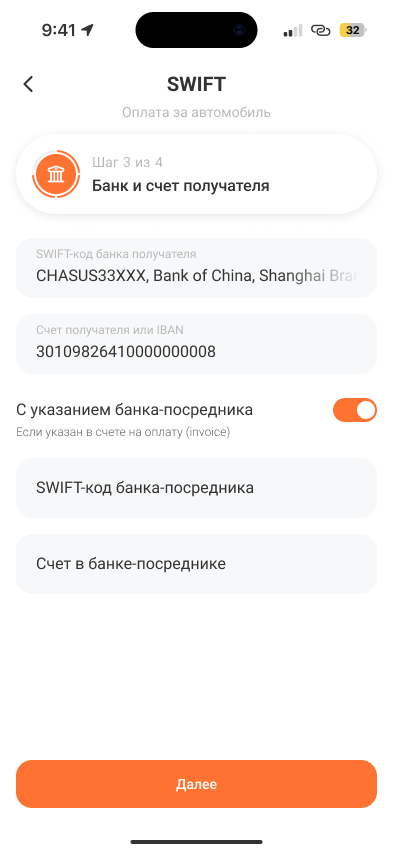 9:41
32
SWIFT
Оплата за автомобиль
Шаг 3 из 4
Банк и счет получателя
SWIFT-код банка получателя
CHASUS33XXX, Bank of China, Shanghai Bran
Счет получателя или IBAN
30109826410000000008
С указанием банка-посредника
Если указан в счете на оплату (invoice)
SWIFT-код банка-посредника
Счет в банке-посреднике
Далее